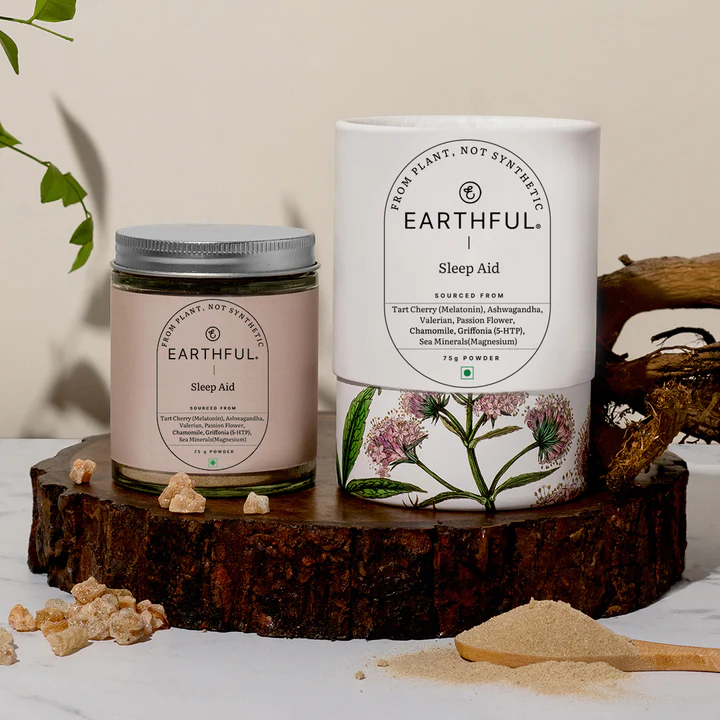 FROM PLANT, NOT SYNTHETIC
EARTHFUL®
Sleep Aid
SOURCED FROM
Tart Cherry (Melatonin), Ashwagandha,
Valerian, Passion Flower,
Chamomile, Griffonia (5-HTP),
Sea Minerals(Magnesium)
75 g POWDER
FROM PLANT, NOT SYNTHETIC
EARTHFUL®
Sleep Aid
SOURCED FROM
Tart Cherry (Melatonin), Ashwagandha,
Valerian, Passion Flower,
Chamomile, Griffonia (5-HTP),
Sea Minerals(Magnesium)
75g POWDER